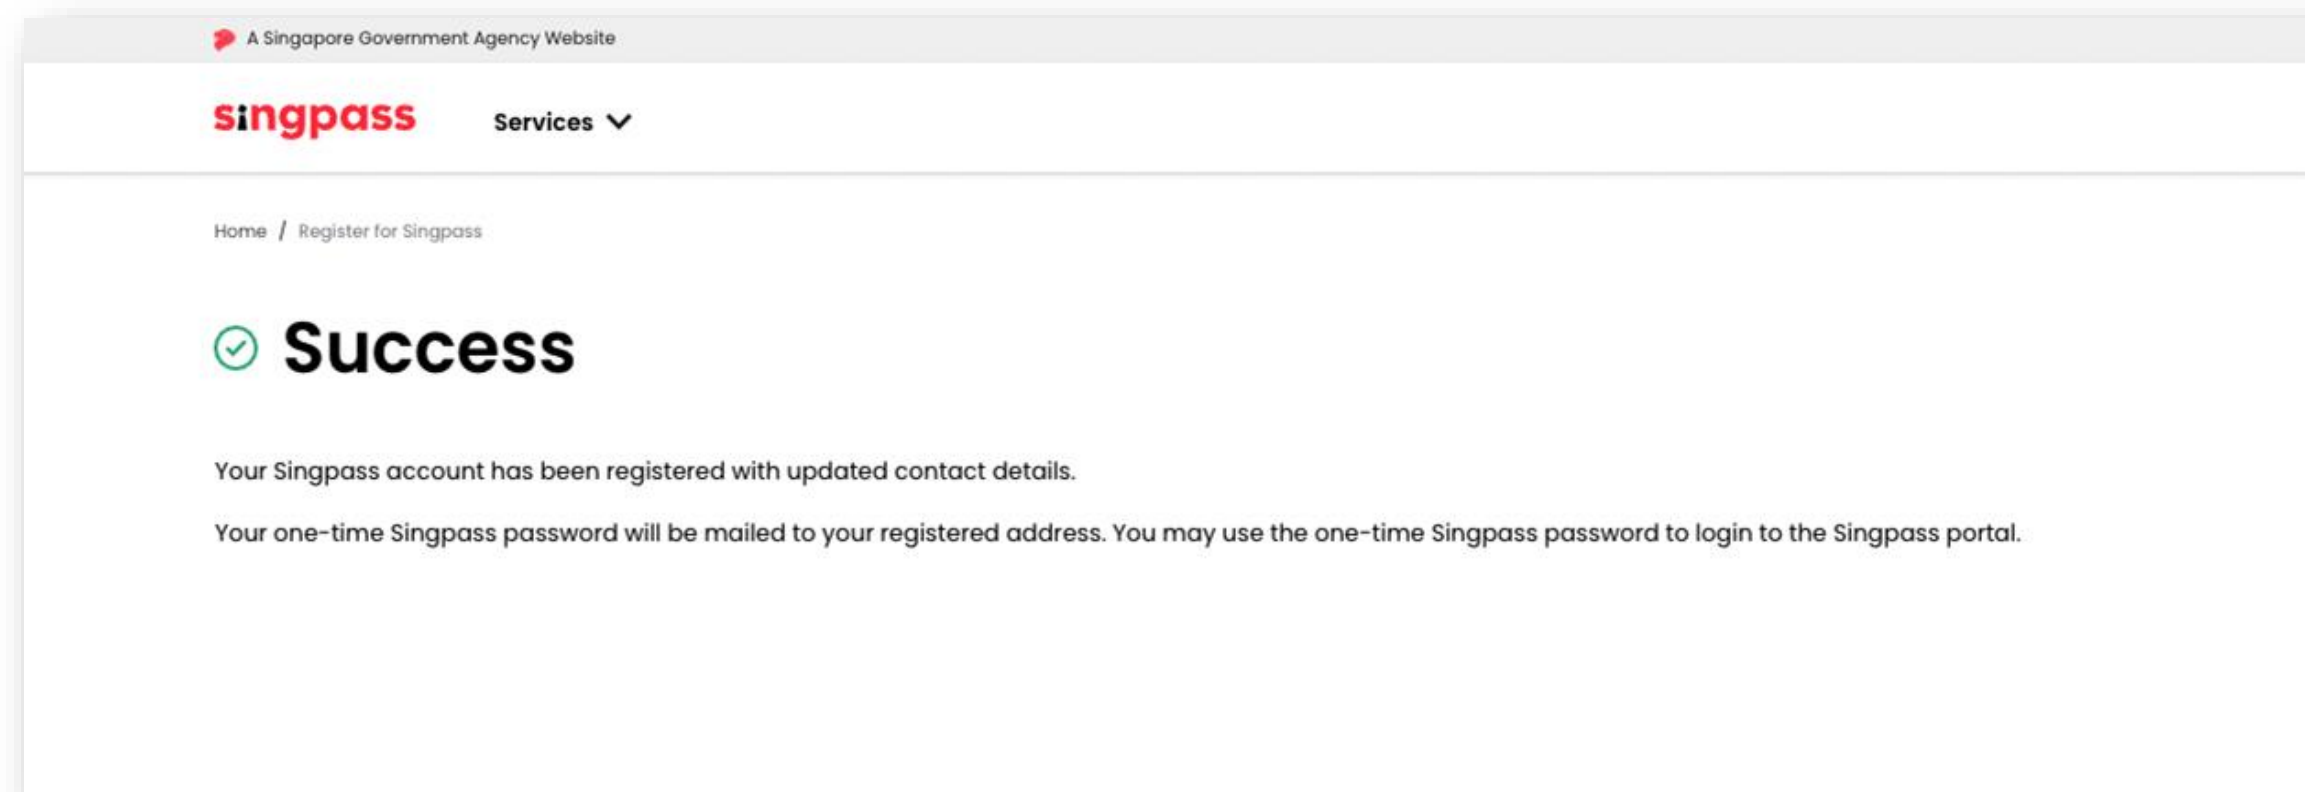 A Singapore Government Agency Website
singpass
Services
Home / Register for Singpass
Success
Your Singpass account has been registered with updated contact details.
Your one-time Singpass password will be mailed to your registered address. You may use the one-time Singpass password to login to the Singpass portal.